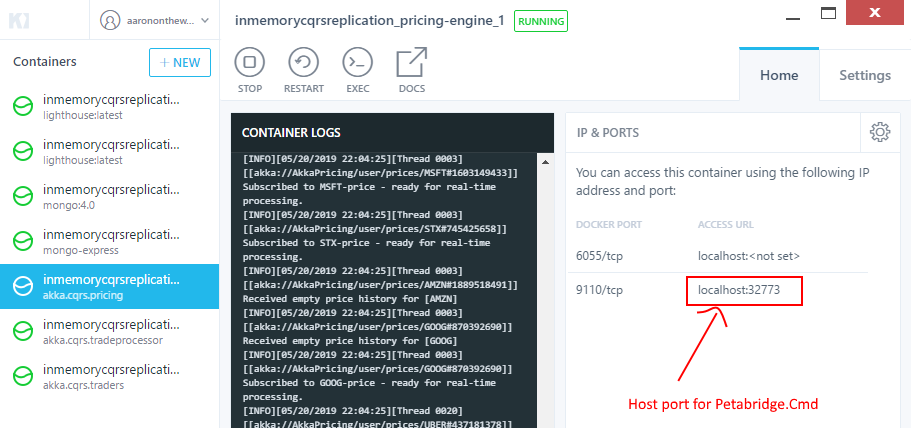 K
aarononthew...
Containers
+ NEW
inmemorycqrsreplicati...
lighthouse:latest
inmemorycqrsreplicati...
lighthouse:latest
inmemorycqrsreplicati...
mongo:4.0
inmemorycqrsreplicati...
mongo-express
inmemorycqrsreplicati...
akka.cqrs.pricing
inmemorycqrsreplicati...
akka.cqrs.tradeprocessor
inmemorycqrsreplicati...
akka.cqrs.traders
inmemorycqrsreplication_pricing-engine_1
RUNNING
STOP
RESTART
EXEC
DOCS
Home
Settings
CONTAINER LOGS
[INFO][05/20/2019 22:04:25][Thread 0003]
[[akka://AkkaPricing/user/prices/MSFT#1603149433]]
Subscribed to MSFT-price - ready for real-time
processing.
[INFO][05/20/2019 22:04:25][Thread 0003]
[[akka://AkkaPricing/user/prices/STX#745425658]]
Subscribed to STX-price - ready for real-time
processing.
[INFO][05/20/2019 22:04:25][Thread 0003]
[[akka://AkkaPricing/user/prices/AMZN#1889518491]]
Received empty price history for [AMZN]
[INFO][05/20/2019 22:04:25][Thread 0003]
[[akka://AkkaPricing/user/prices/GOOG#870392690]]
Received empty price history for [GOOG]
[INFO][05/20/2019 22:04:25][Thread 0003]
[[akka://AkkaPricing/user/prices/GOOG#870392690]]
Subscribed to GOOG-price - ready for real-time
processing.
[INFO][05/20/2019 22:04:25][Thread 0020]
[[akka://AkkaPricing/user/prices/UBER#437181378]]
IP & PORTS
You can access this container using the following IP
address and port:
DOCKER PORT
ACCESS URL
6055/tcp
localhost:<not set>
9110/tcp
localhost:32773
Host port for Petabridge.Cmd